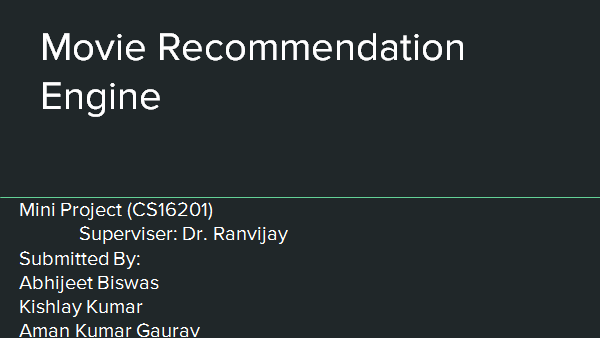 Movie Recommendation
Engine
Mini Project (CS16201)
Superviser: Dr. Ranvijay
Submitted By:
Abhijeet Biswas
Kishlay Kumar
Aman Kumar Gaurav